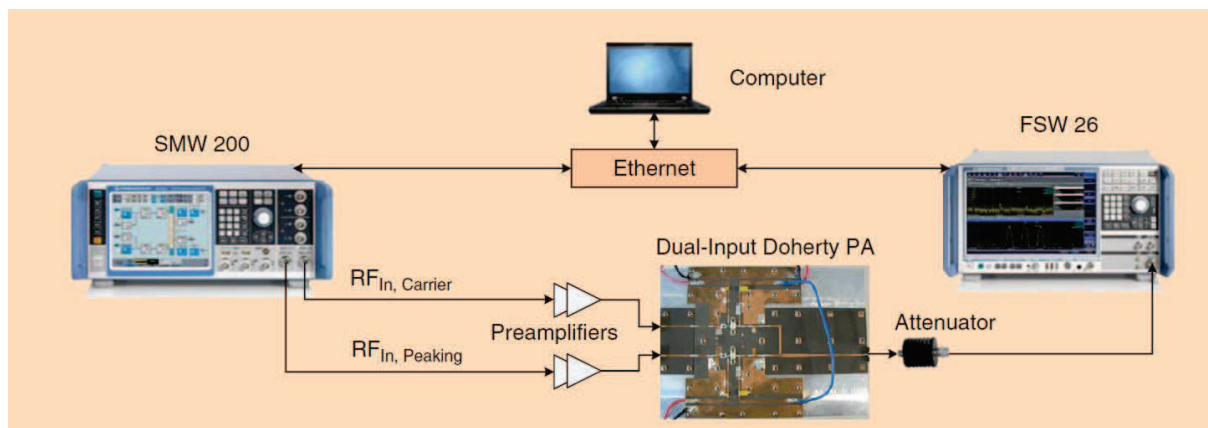 Computer
SMW 200
FSW 26
Ethernet
Dual-Input Doherty PA
RFIn, Carrier
Preamplifiers
Attenuator
RFIn, Peaking